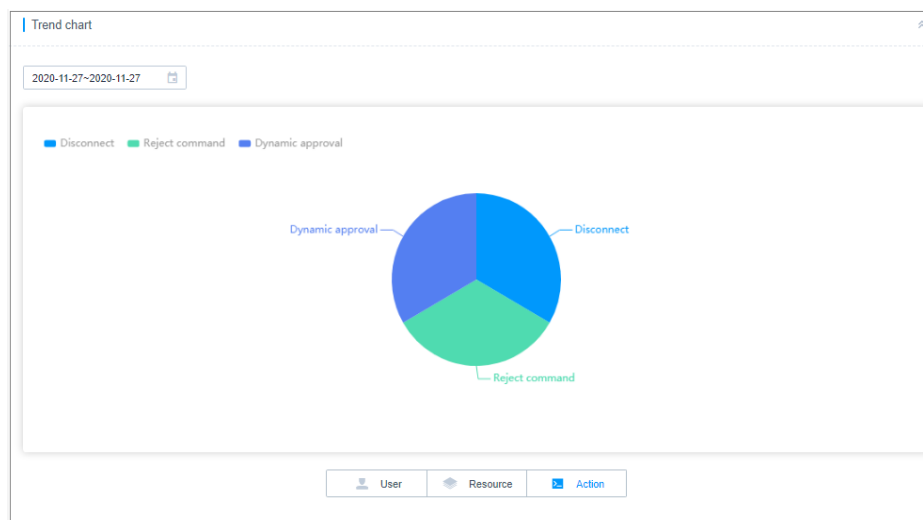 Trend chart
2020-11-27~2020-11-27
Disconnect Reject command Dynamic approval
Dynamic approval Disconnect
Reject command
User Resource Action